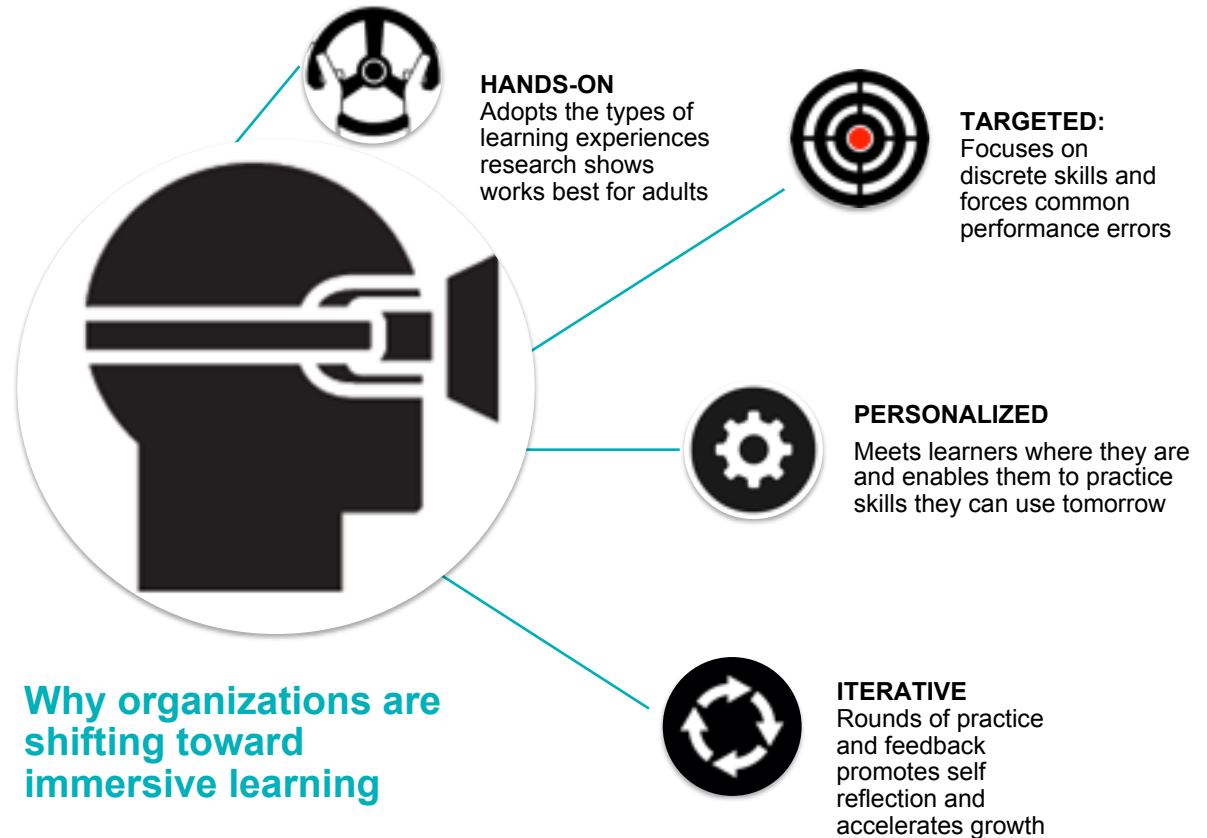 HANDS-ON
Adopts the types of
learning experiences
research shows
works best for adults
TARGETED:
Focuses on
discrete skills and
forces common
performance errors
PERSONALIZED
Meets learners where they are
and enables them to practice
skills they can use tomorrow
ITERATIVE
Rounds of practice
and feedback
promotes self
reflection and
accelerates growth
Why organizations are
shifting toward
immersive learning